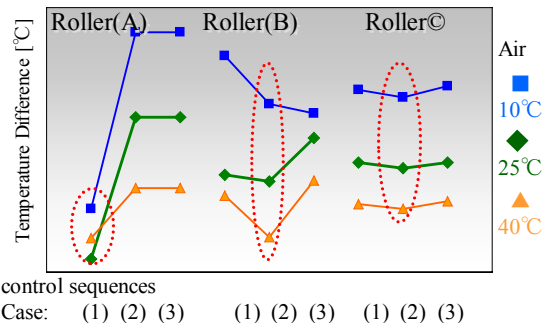 Roller(A) Roller(B) Roller©
Temperature Difference [℃]
Air
10℃
25℃
40℃
control sequences
Case: (1) (2) (3) (1) (2) (3) (1) (2) (3)